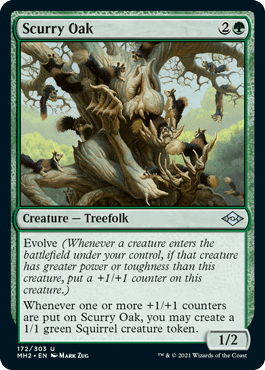 Scurry Oak 2
Creature — Treefolk
Evolve (Whenever a creature enters the
battlefield under your control, if that
creature has greater power or toughness than this
creature, put a +1/+1 counter on this
creature.)
Whenever one or more +1/+1 counters
are put on Scurry Oak, you may create a
1/1 green Squirrel creature token.
1/2
172/303 U
MH2 • EN Mark Zug
™ & © 2021 Wizards of the Coast